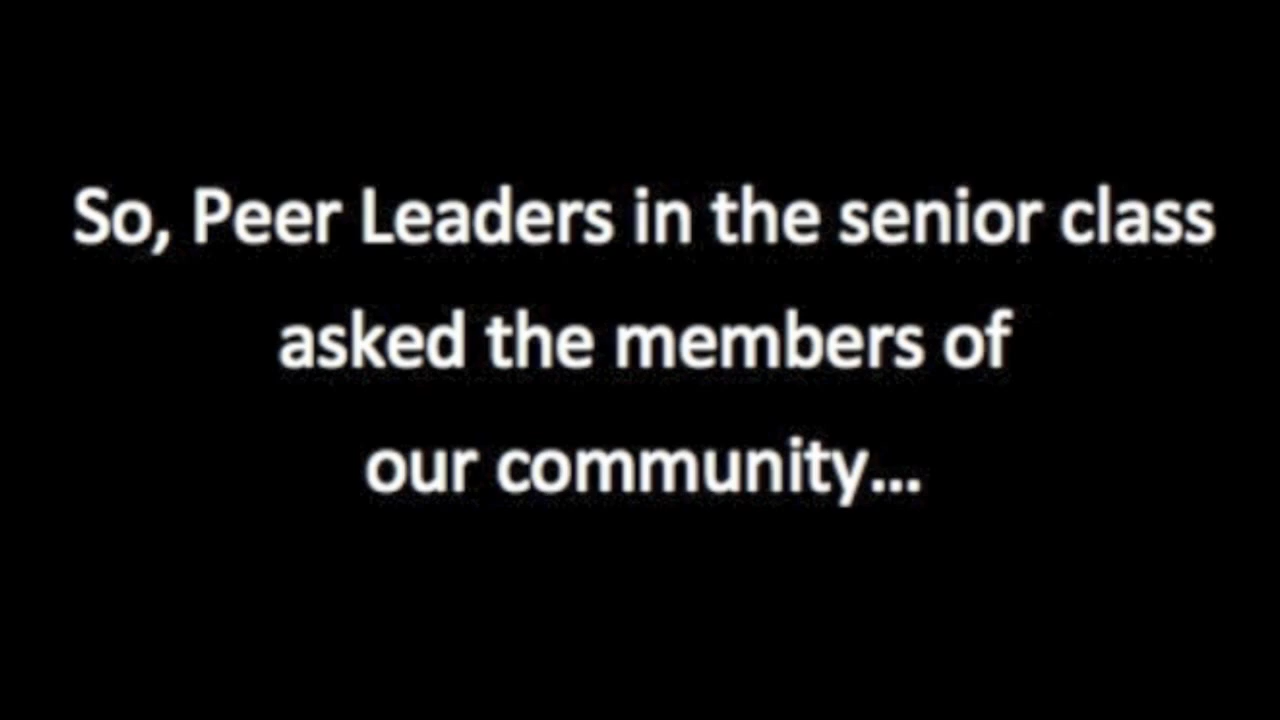 So, Peer Leaders in the senior class
asked the members of
our community...